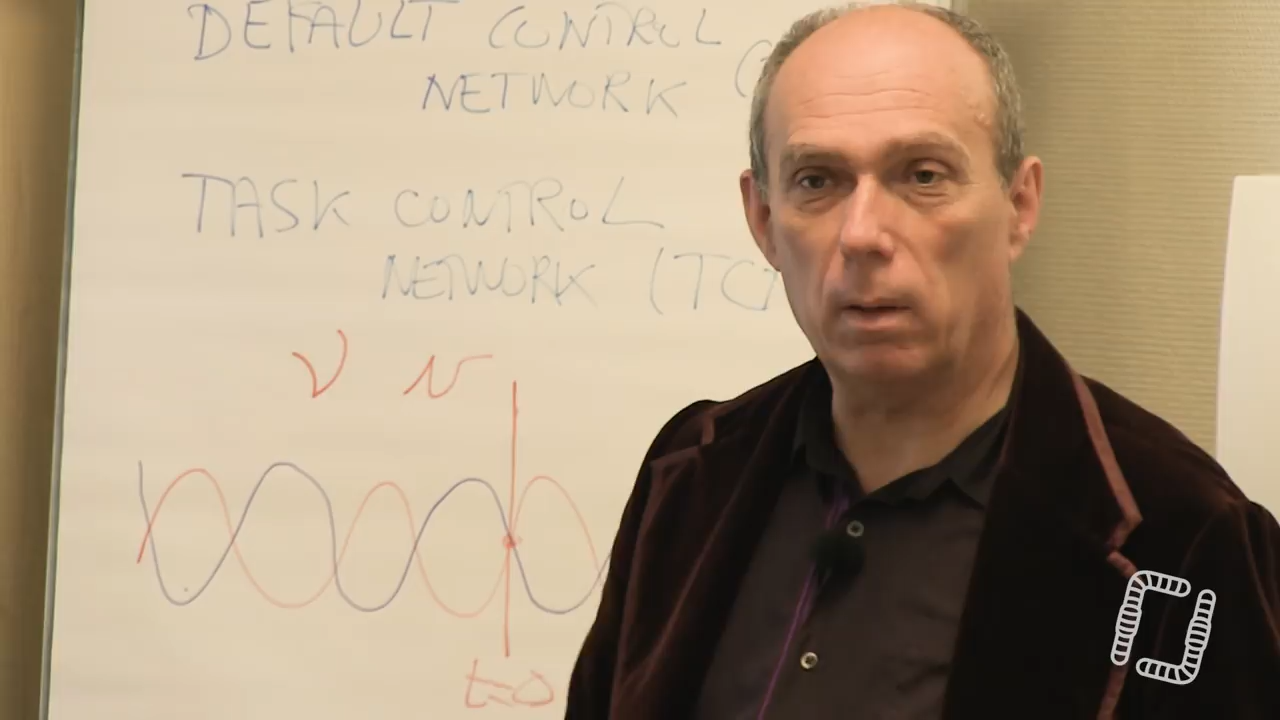 DEFAULT CONTROL
NETWORK (
TASK CONTROL
NETWORK (TC
t=0